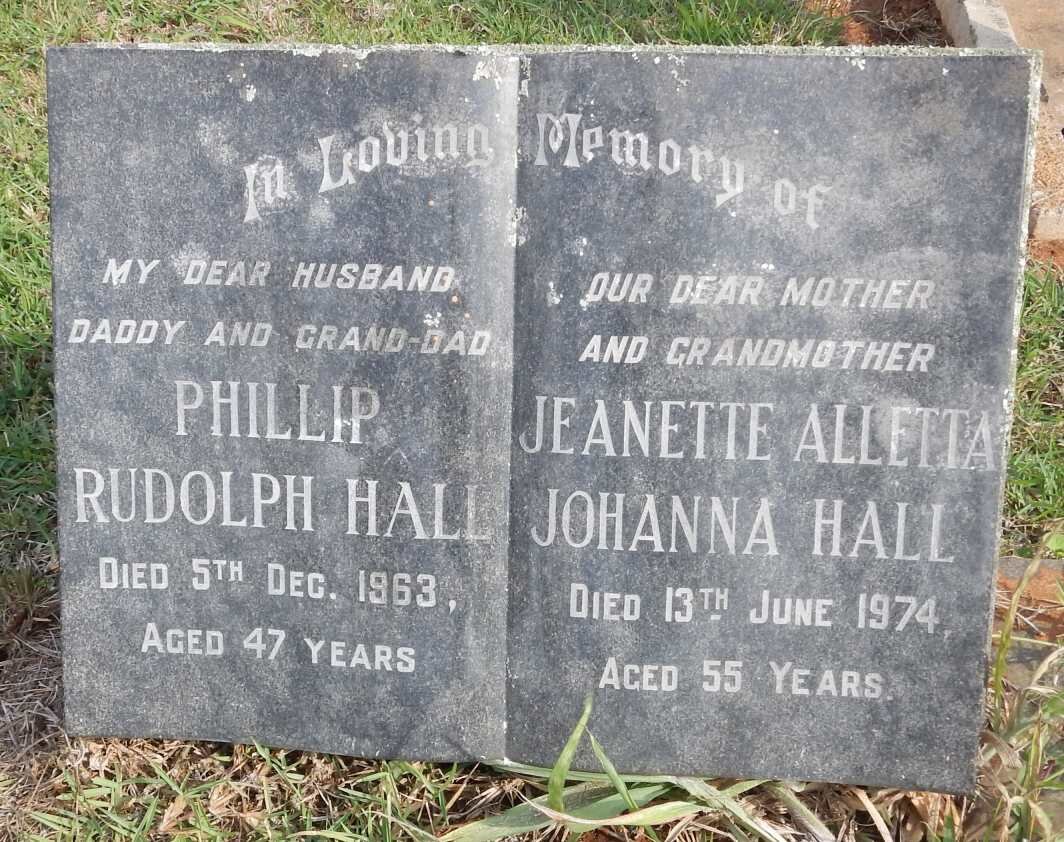 In Loving Memory of
MY DEAR HUSBAND,
DADDY AND GRAND-DAD
PHILLIP
RUDOLPH HALL
DIED 5TH DEC. 1963,
AGED 47 YEARS
OUR DEAR MOTHER
AND GRANDMOTHER
JEANETTE ALLETTA
JOHANNA HALL
DIED 13TH JUNE 1974,
AGED 55 YEARS.